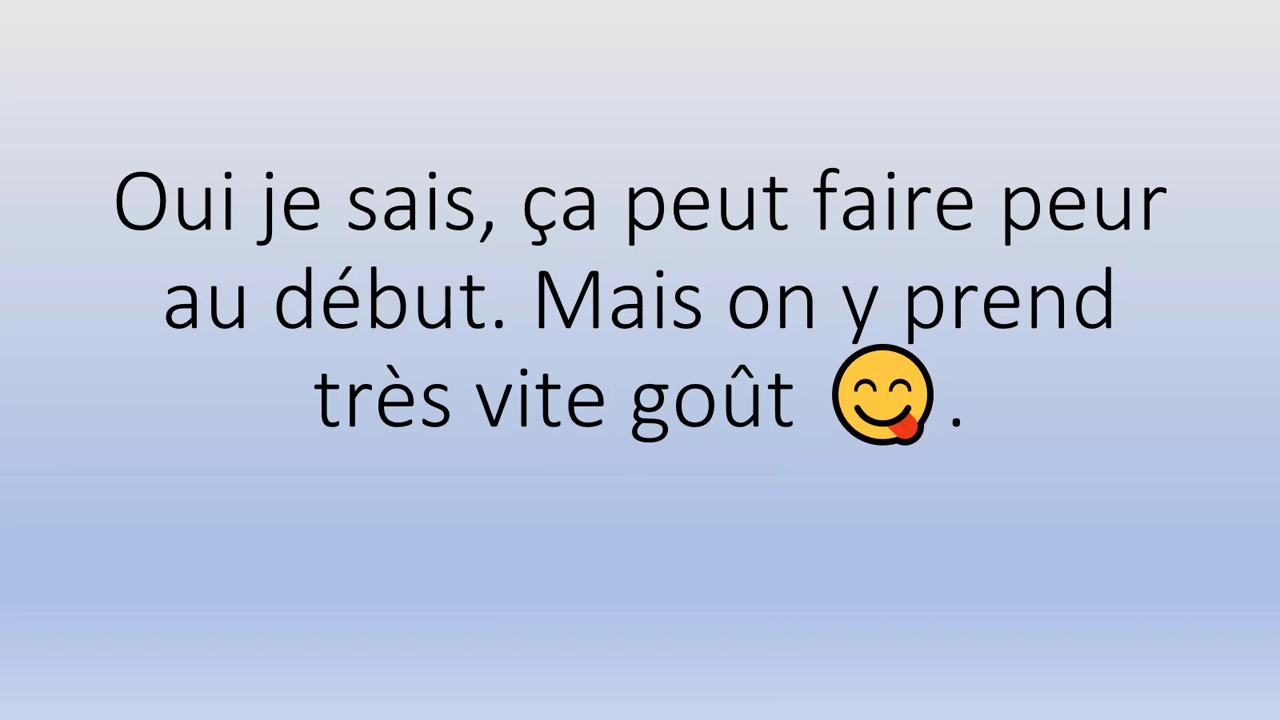 Oui je sais, ça peut faire peur
au début. Mais on y prend
très vite goût 😋.